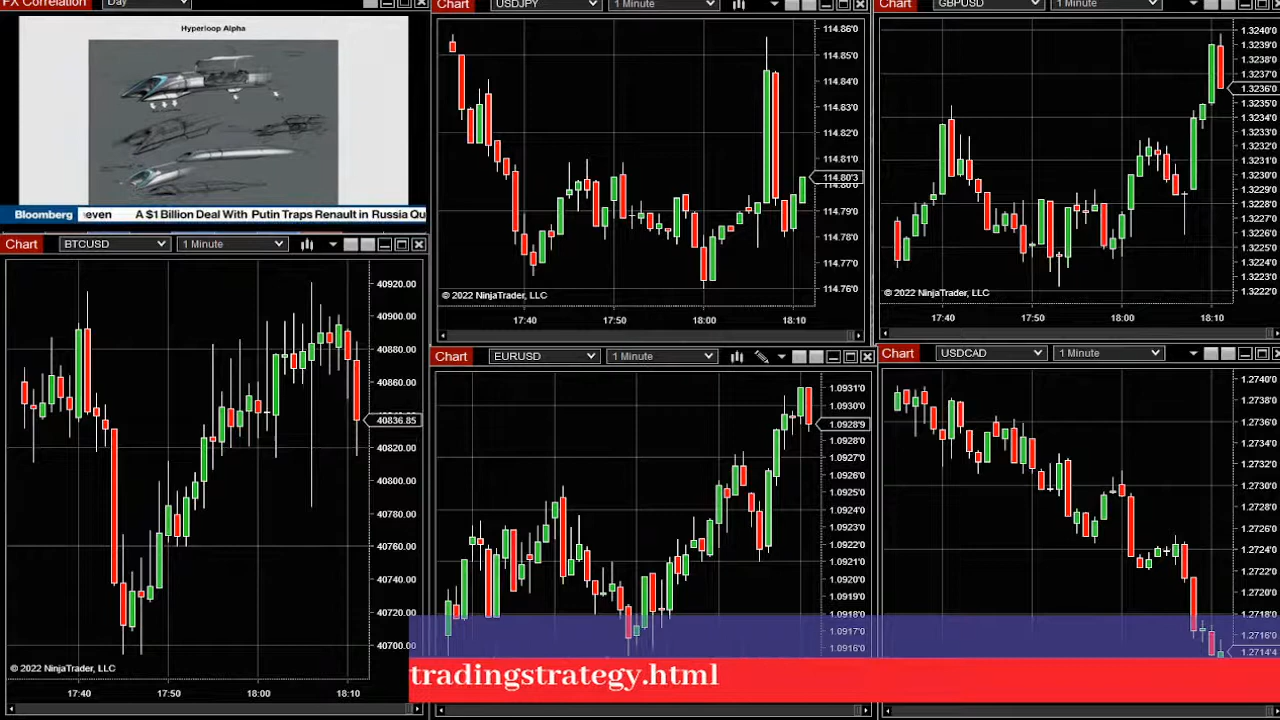 FX Correlation
Day
Hyperloop Alpha
Bloomberg
even A $1 Billion Deal With Putin Traps Renault in Russia Qu
Chart
BTCUSD
1 Minute
40920.00
40900.00
40880.00
40860.00
40836.85
40820.00
40800.00
40780.00
40760.00
40740.00
40720.00
40700.00
© 2022 NinjaTrader, LLC
17:40 17:50 18:00 18:10
Chart
USDJPY
1 Minute
114.86'0
114.85'0
114.84'0
114.83'0
114.82'0
114.81'0
114.80'3
114.79'0
114.78'0
114.77'0
114.76'0
© 2022 NinjaTrader, LLC
17:40 17:50 18:00 18:10
Chart
GBPUSD
1 Minute
1.3240'0
1.3239'0
1.3238'0
1.3237'0
1.3236'0
1.3235'0
1.3234'0
1.3232'0
1.3231'0
1.3230'0
1.3228'0
1.3227'0
1.3226'0
1.3225'0
1.3223'0
1.3222'0
© 2022 NinjaTrader, LLC
17:40 17:50 18:00 18:10
Chart
EURUSD
1 Minute
1.0931'0
1.0930'0
1.0928'9
1.0928'0
1.0927'0
1.0926'0
1.0925'0
1.0924'0
1.0923'0
1.0922'0
1.0921'0
1.0920'0
1.0919'0
1.0918'0
1.0917'0
1.0916'0
Chart
USDCAD
1 Minute
1.2740'0
1.2738'0
1.2736'0
1.2734'0
1.2732'0
1.2730'0
1.2728'0
1.2726'0
1.2724'0
1.2722'0
1.2720'0
1.2718'0
1.2716'0
1.2714'4
tradingstrategy.html